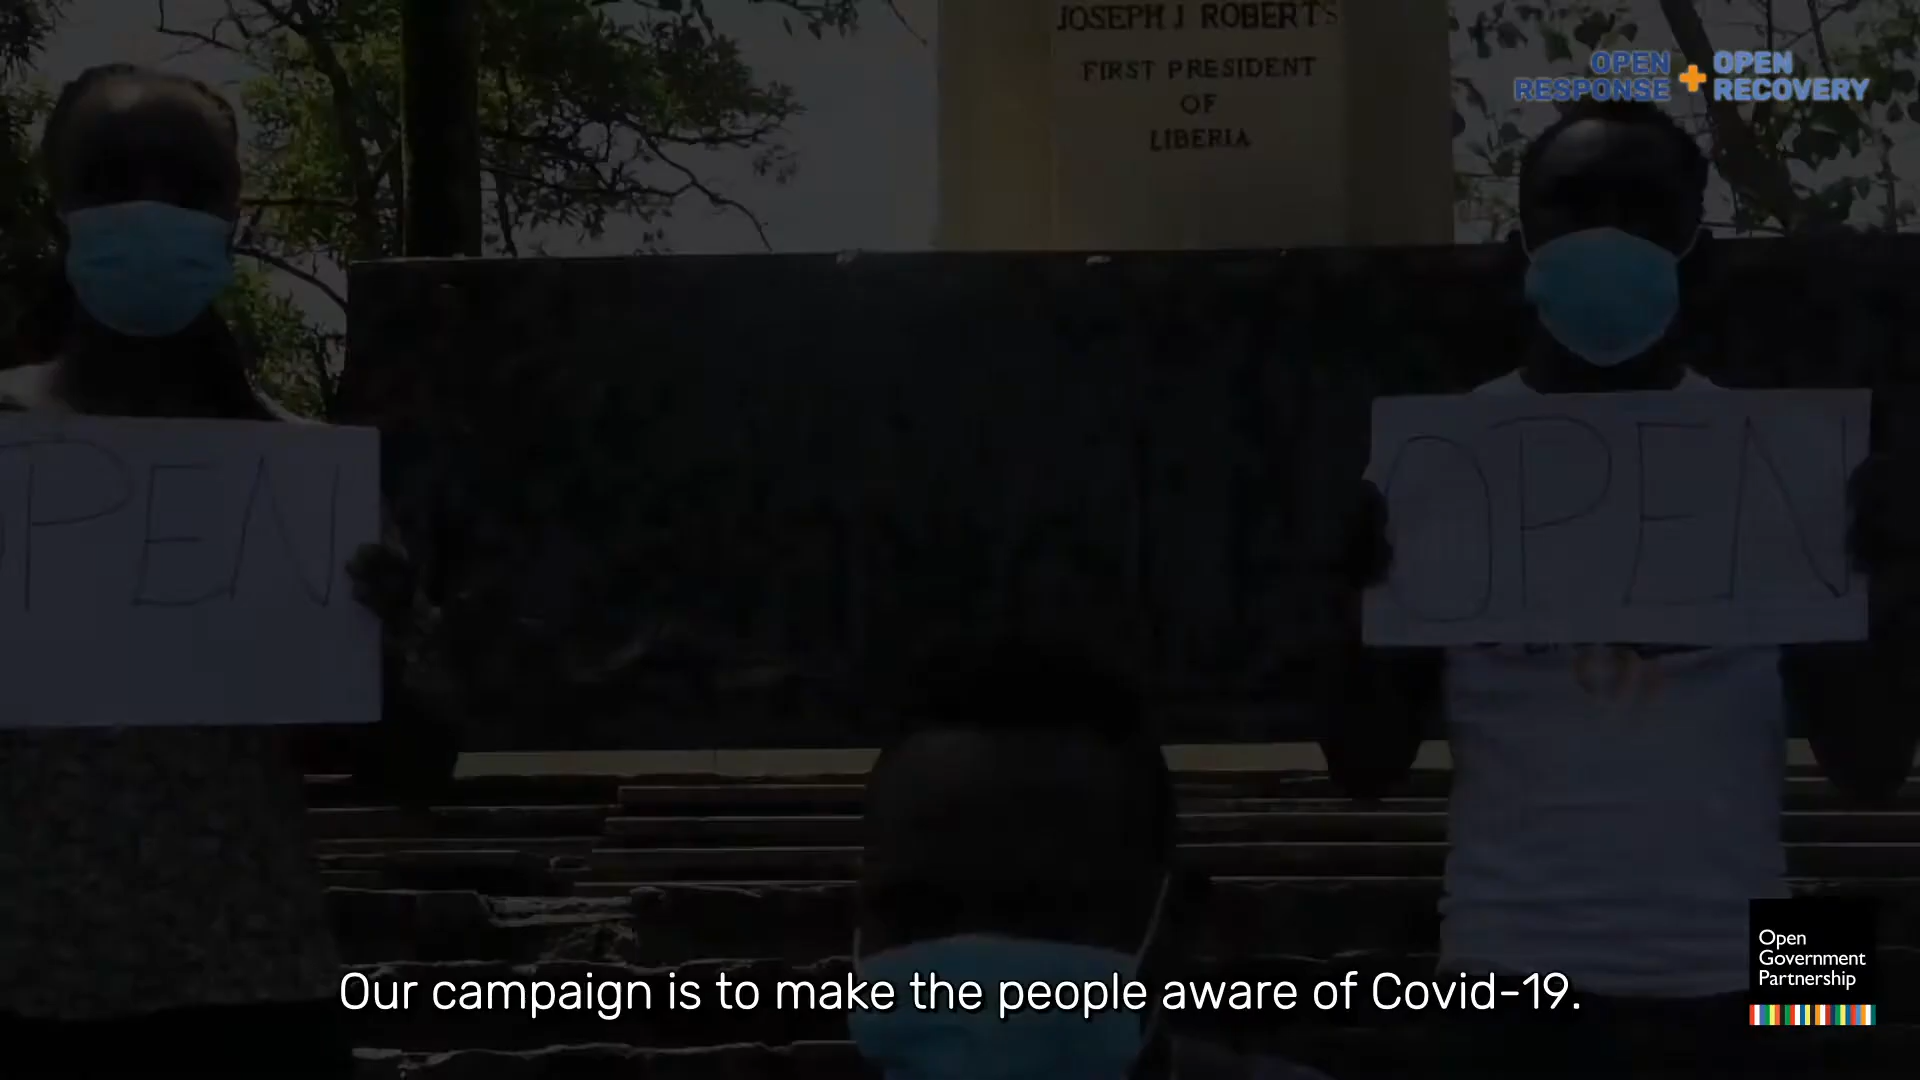 JOSEPH J ROBERTS
FIRST PRESIDENT
OF
LIBERIA
OPEN
RESPONSE
+
OPEN
RECOVERY
PEN
OPEN
Our campaign is to make the people aware of Covid-19.
Open
Government
Partnership